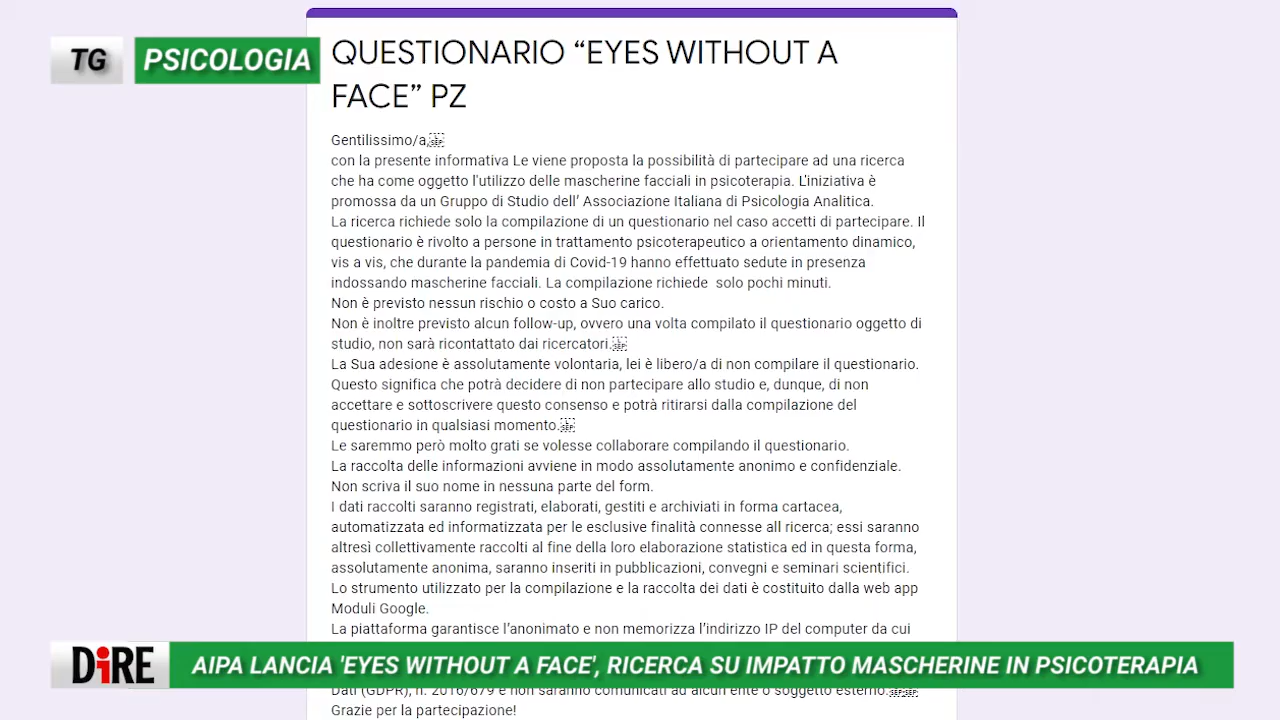 TG PSICOLOGIA
QUESTIONARIO “EYES WITHOUT A
FACE” PZ
Gentilissimo/a,
con la presente informativa Le viene proposta la possibilità di partecipare ad una ricerca
che ha come oggetto l'utilizzo delle mascherine facciali in psicoterapia. L'iniziativa è
promossa da un Gruppo di Studio dell’ Associazione Italiana di Psicologia Analitica.
La ricerca richiede solo la compilazione di un questionario nel caso accetti di partecipare. Il
questionario è rivolto a persone in trattamento psicoterapeutico a orientamento dinamico,
vis a vis, che durante la pandemia di Covid-19 hanno effettuato sedute in presenza
indossando mascherine facciali. La compilazione richiede  solo pochi minuti.
Non è previsto nessun rischio o costo a Suo carico.
Non è inoltre previsto alcun follow-up, ovvero una volta compilato il questionario oggetto di
studio, non sarà ricontattato dai ricercatori.
La Sua adesione è assolutamente volontaria, lei è libero/a di non compilare il questionario.
Questo significa che potrà decidere di non partecipare allo studio e, dunque, di non
accettare e sottoscrivere questo consenso e potrà ritirarsi dalla compilazione del
questionario in qualsiasi momento.
Le saremmo però molto grati se volesse collaborare compilando il questionario.
La raccolta delle informazioni avviene in modo assolutamente anonimo e confidenziale.
Non scriva il suo nome in nessuna parte del form.
I dati raccolti saranno registrati, elaborati, gestiti e archiviati in forma cartacea,
automatizzata ed informatizzata per le esclusive finalità connesse all ricerca; essi saranno
altresì collettivamente raccolti al fine della loro elaborazione statistica ed in questa forma,
assolutamente anonima, saranno inseriti in pubblicazioni, convegni e seminari scientifici.
Lo strumento utilizzato per la compilazione e la raccolta dei dati è costituito dalla web app
Moduli Google.
La piattaforma garantisce l’anonimato e non memorizza l’indirizzo IP del computer da cui
DiRE AIPA LANCIA 'EYES WITHOUT A FACE', RICERCA SU IMPATTO MASCHERINE IN PSICOTERAPIA
Dati (GDPR), n. 2016/679 e non saranno comunicati ad alcun ente o soggetto esterno.
Grazie per la partecipazione!